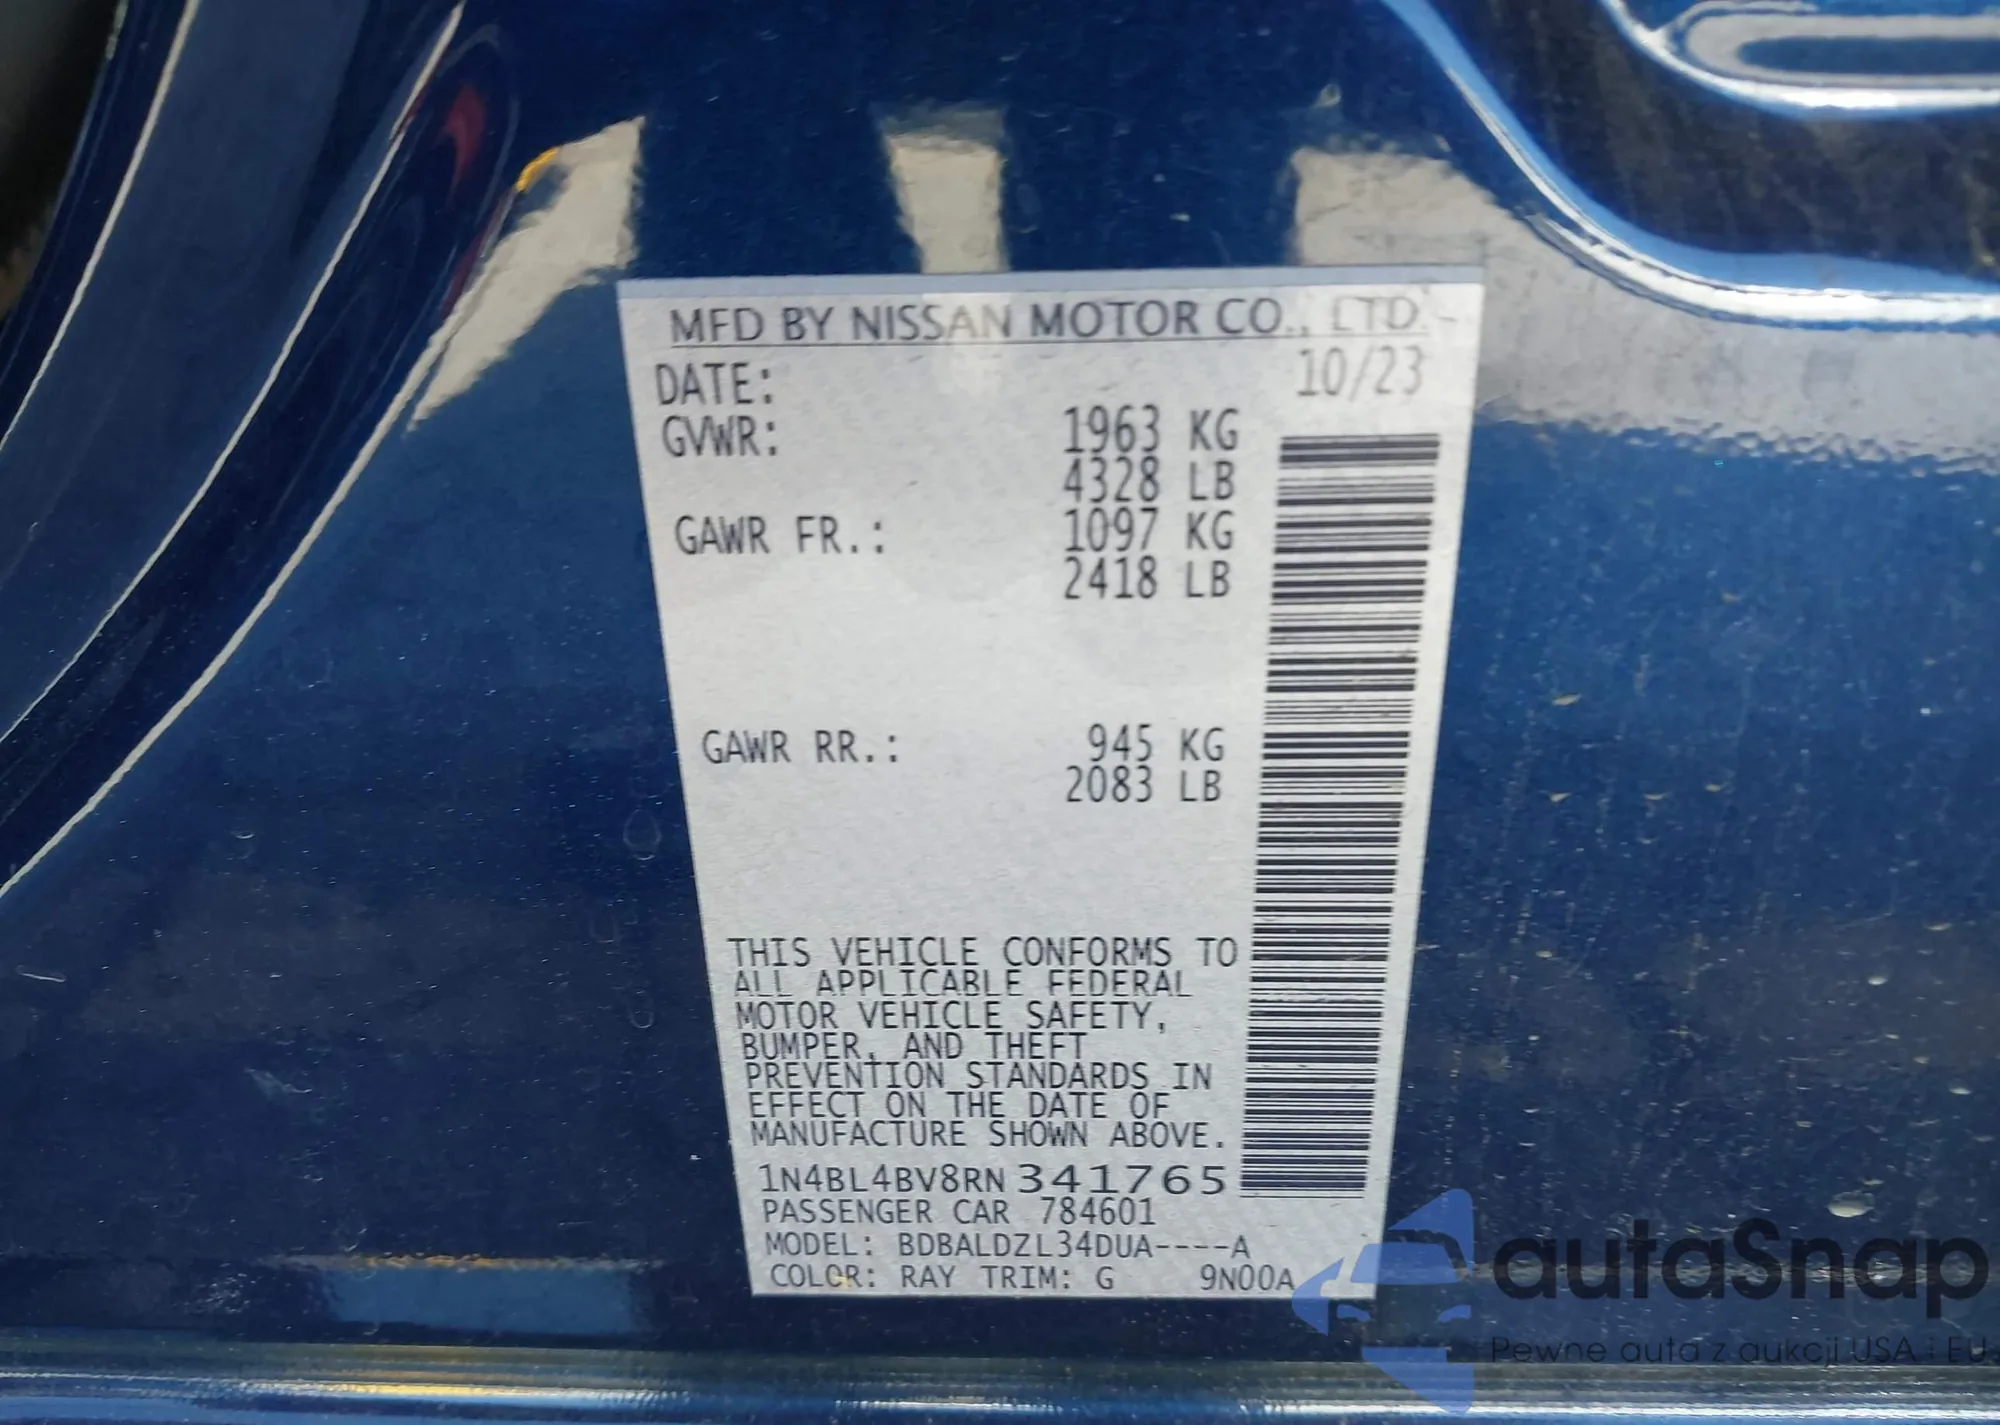 MFD BY NISSAN MOTOR CO., LTD.
DATE: 10/23
GVWR: 1963 KG
4328 LB
GAWR FR.: 1097 KG
2418 LB
GAWR RR.: 945 KG
2083 LB
THIS VEHICLE CONFORMS TO
ALL APPLICABLE FEDERAL
MOTOR VEHICLE SAFETY,
BUMPER, AND THEFT
PREVENTION STANDARDS IN
EFFECT ON THE DATE OF
MANUFACTURE SHOWN ABOVE.
1N4BL4BV8RN341765
PASSENGER CAR 784601
MODEL: BDBALDZL34DUA----A
COLOR: RAY TRIM: G 9N00A
autaSnap
Pewne auta z aukcji USA i EU